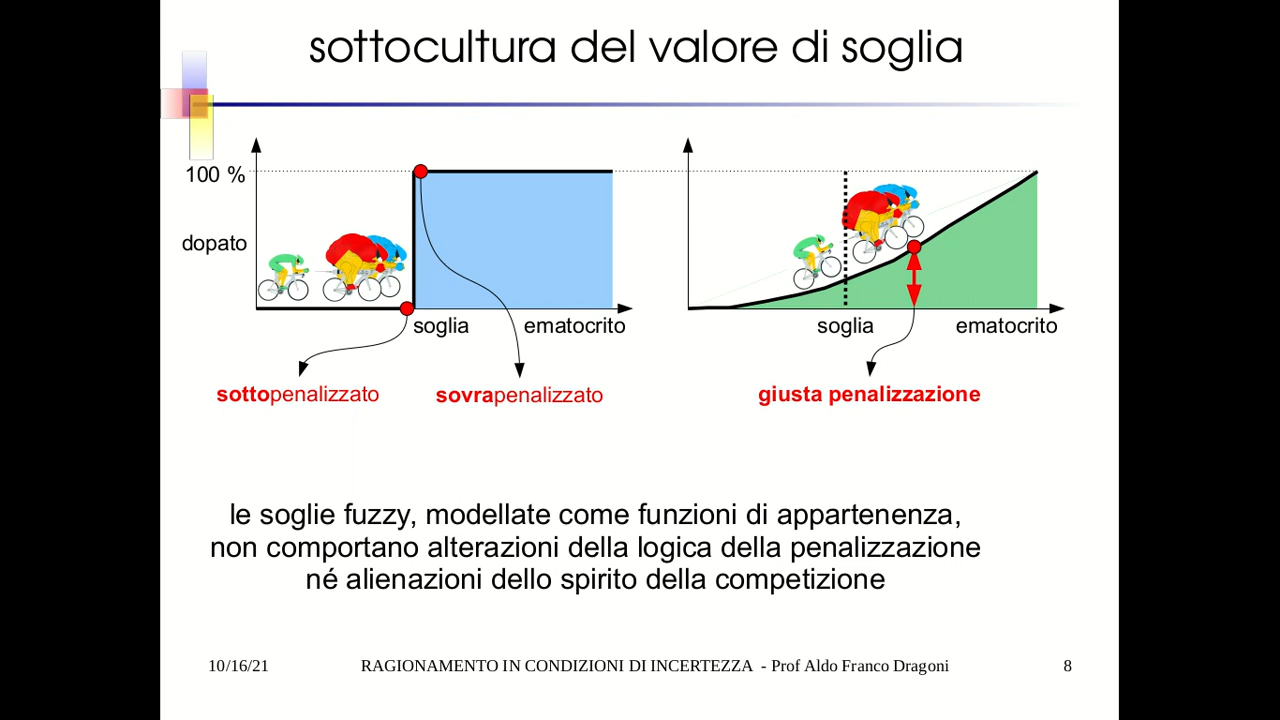 sottocultura del valore di soglia
100 %
dopato
soglia ematocrito
soglia ematocrito
sottopenalizzato
sovrapenalizzato
giusta penalizzazione
le soglie fuzzy, modellate come funzioni di appartenenza,
non comportano alterazioni della logica della penalizzazione
né alienazioni dello spirito della competizione
10/16/21 RAGIONAMENTO IN CONDIZIONI DI INCERTEZZA - Prof Aldo Franco Dragoni 8